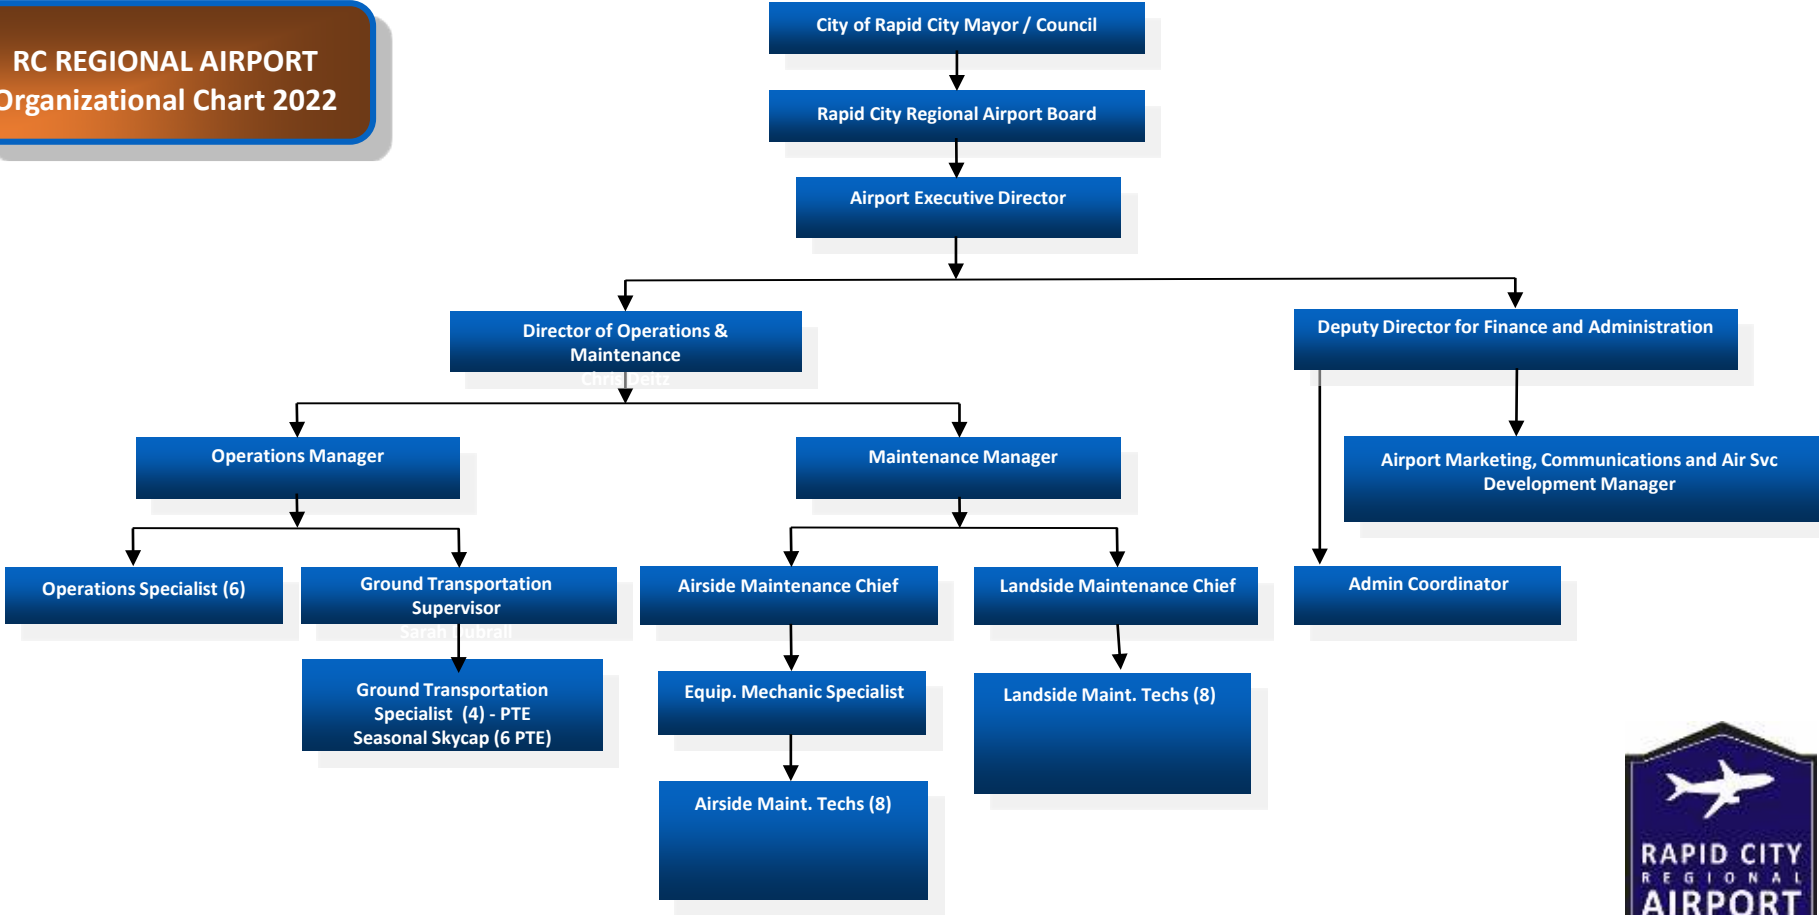 RC REGIONAL AIRPORT
Organizational Chart 2022
City of Rapid City Mayor / Council
Rapid City Regional Airport Board
Airport Executive Director
Director of Operations &
Maintenance
Chris Deitz
Deputy Director for Finance and Administration
Operations Manager
Maintenance Manager
Airport Marketing, Communications and Air Svc
Development Manager
Operations Specialist (6)
Ground Transportation
Supervisor
Sarah
Airside Maintenance Chief
Landside Maintenance Chief
Admin Coordinator
Ground Transportation
Specialist (4) - PTE
Seasonal Skycap (6 PTE)
Equip. Mechanic Specialist
Landside Maint. Techs (8)
Airside Maint. Techs (8)
RAPID CITY
REGIONAL
AIRPORT